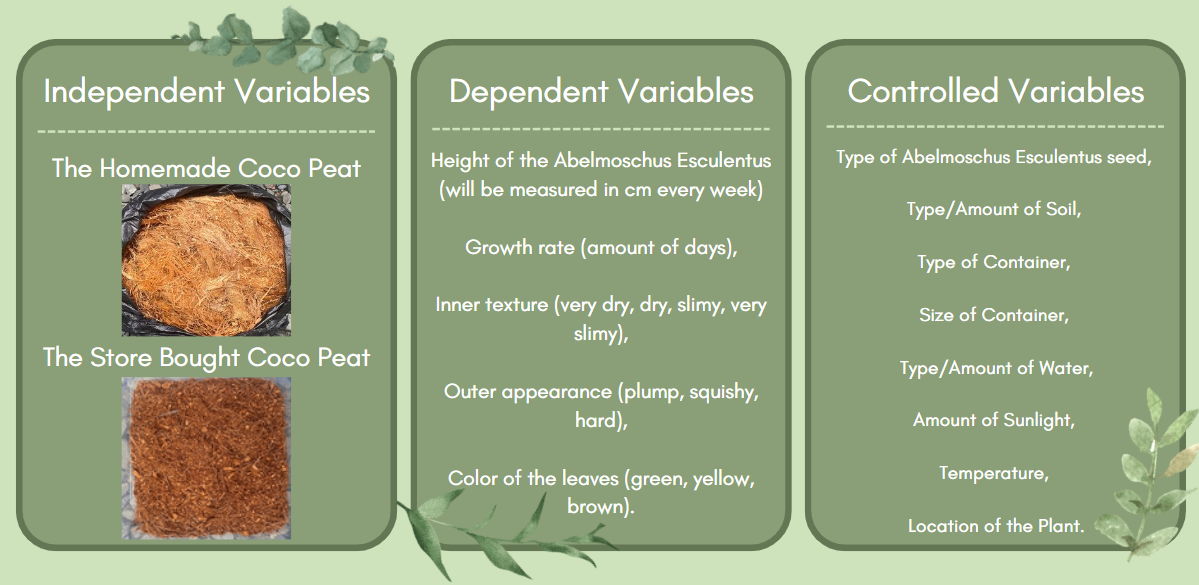 Independent Variables
The Homemade Coco Peat
The Store Bought Coco Peat
Dependent Variables
Height of the Abelmoschus Esculentus
(will be measured in cm every week)
Growth rate (amount of days),
Inner texture (very dry, dry, slimy, very
slimy),
Outer appearance (plump, squishy,
hard),
Color of the leaves (green, yellow,
brown).
Controlled Variables
Type of Abelmoschus Esculentus seed,
Type/Amount of Soil,
Type of Container,
Size of Container,
Type/Amount of Water,
Amount of Sunlight,
Temperature,
Location of the Plant.